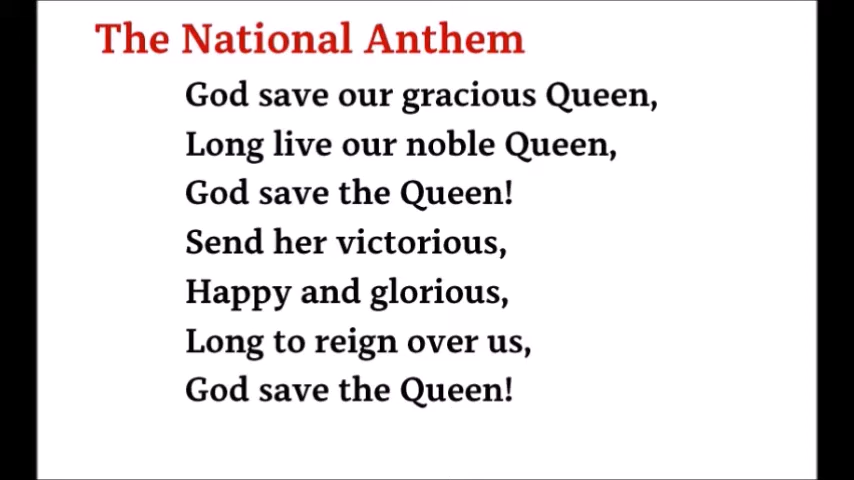 The National Anthem
God save our gracious Queen,
Long live our noble Queen,
God save the Queen!
Send her victorious,
Happy and glorious,
Long to reign over us,
God save the Queen!